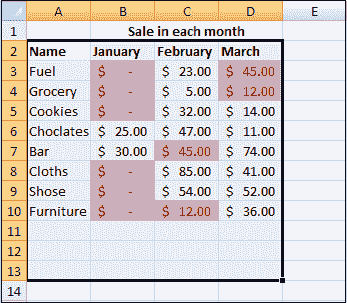 A B C D E
1 Sale in each month
2 Name January February March
3 Fuel $ - $ 23.00 $ 45.00
4 Grocery $ - $ 5.00 $ 12.00
5 Cookies $ - $ 32.00 $ 14.00
6 Choclates $ 25.00 $ 47.00 $ 11.00
7 Bar $ 30.00 $ 45.00 $ 74.00
8 Cloths $ - $ 85.00 $ 41.00
9 Shose $ - $ 54.00 $ 52.00
10 Furniture $ - $ 12.00 $ 36.00
11
12
13
14